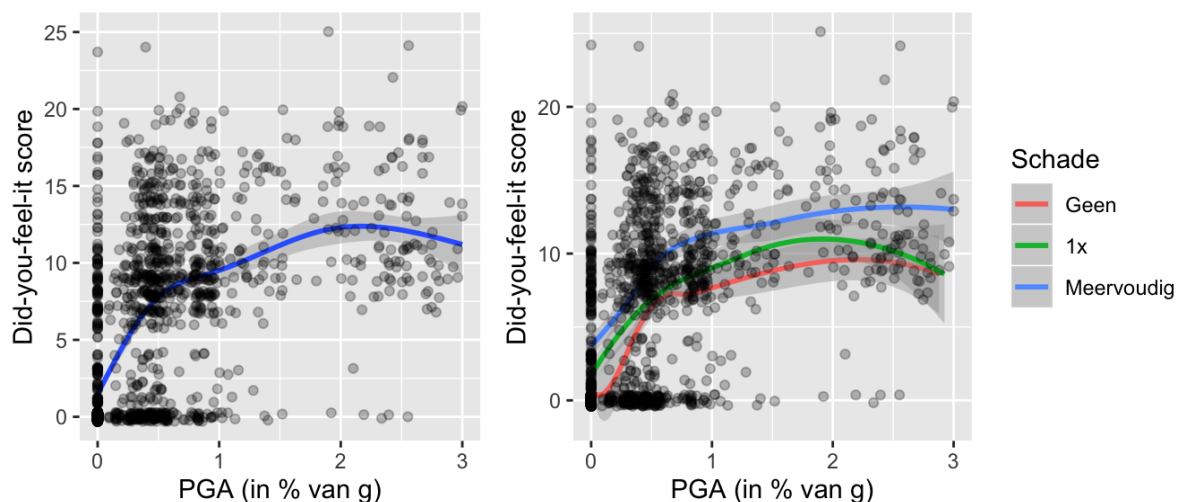 25
20
15
10
5
0
Did-you-feel-it score
0
1
2
3
PGA (in % van g)
20
10
0
Did-you-feel-it score
0
1
2
3
PGA (in % van g)
Schade
Geen
1x
Meervoudig